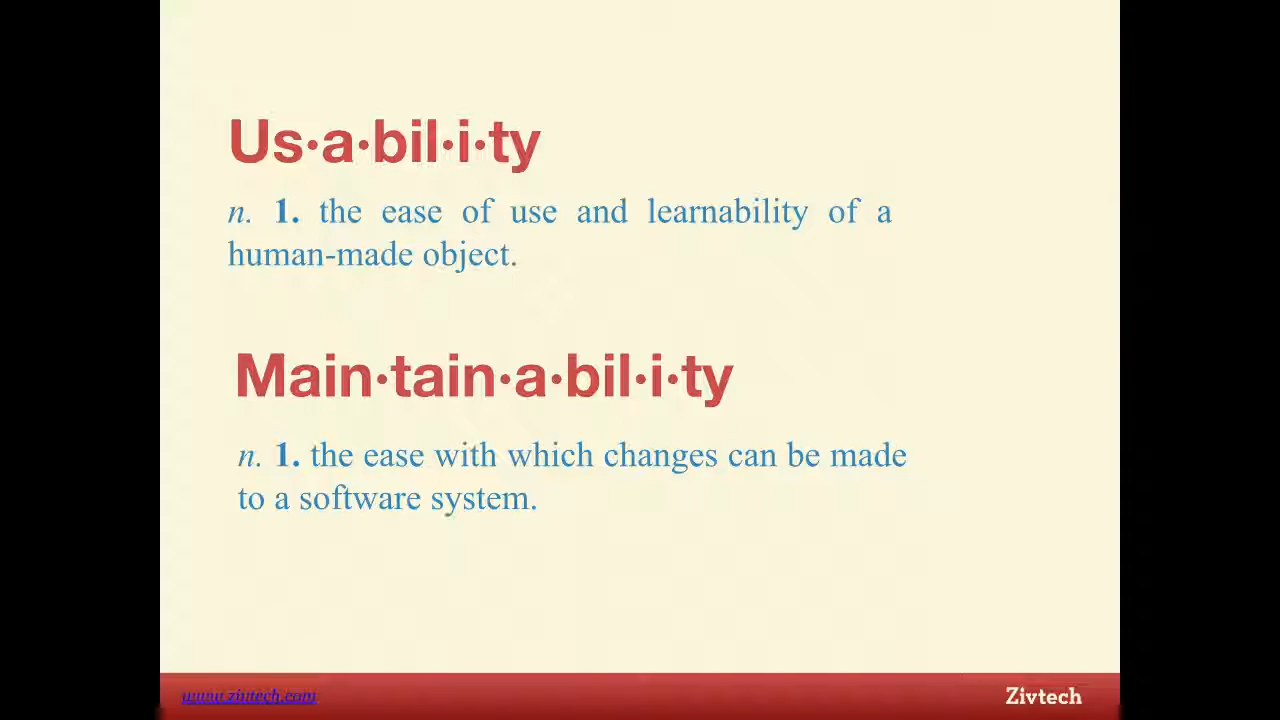 Us·a·bil·i·ty
n. 1. the ease of use and learnability of a
human-made object.
Main·tain·a·bil·i·ty
n. 1. the ease with which changes can be made
to a software system.
www.zivtech.com
Zivtech